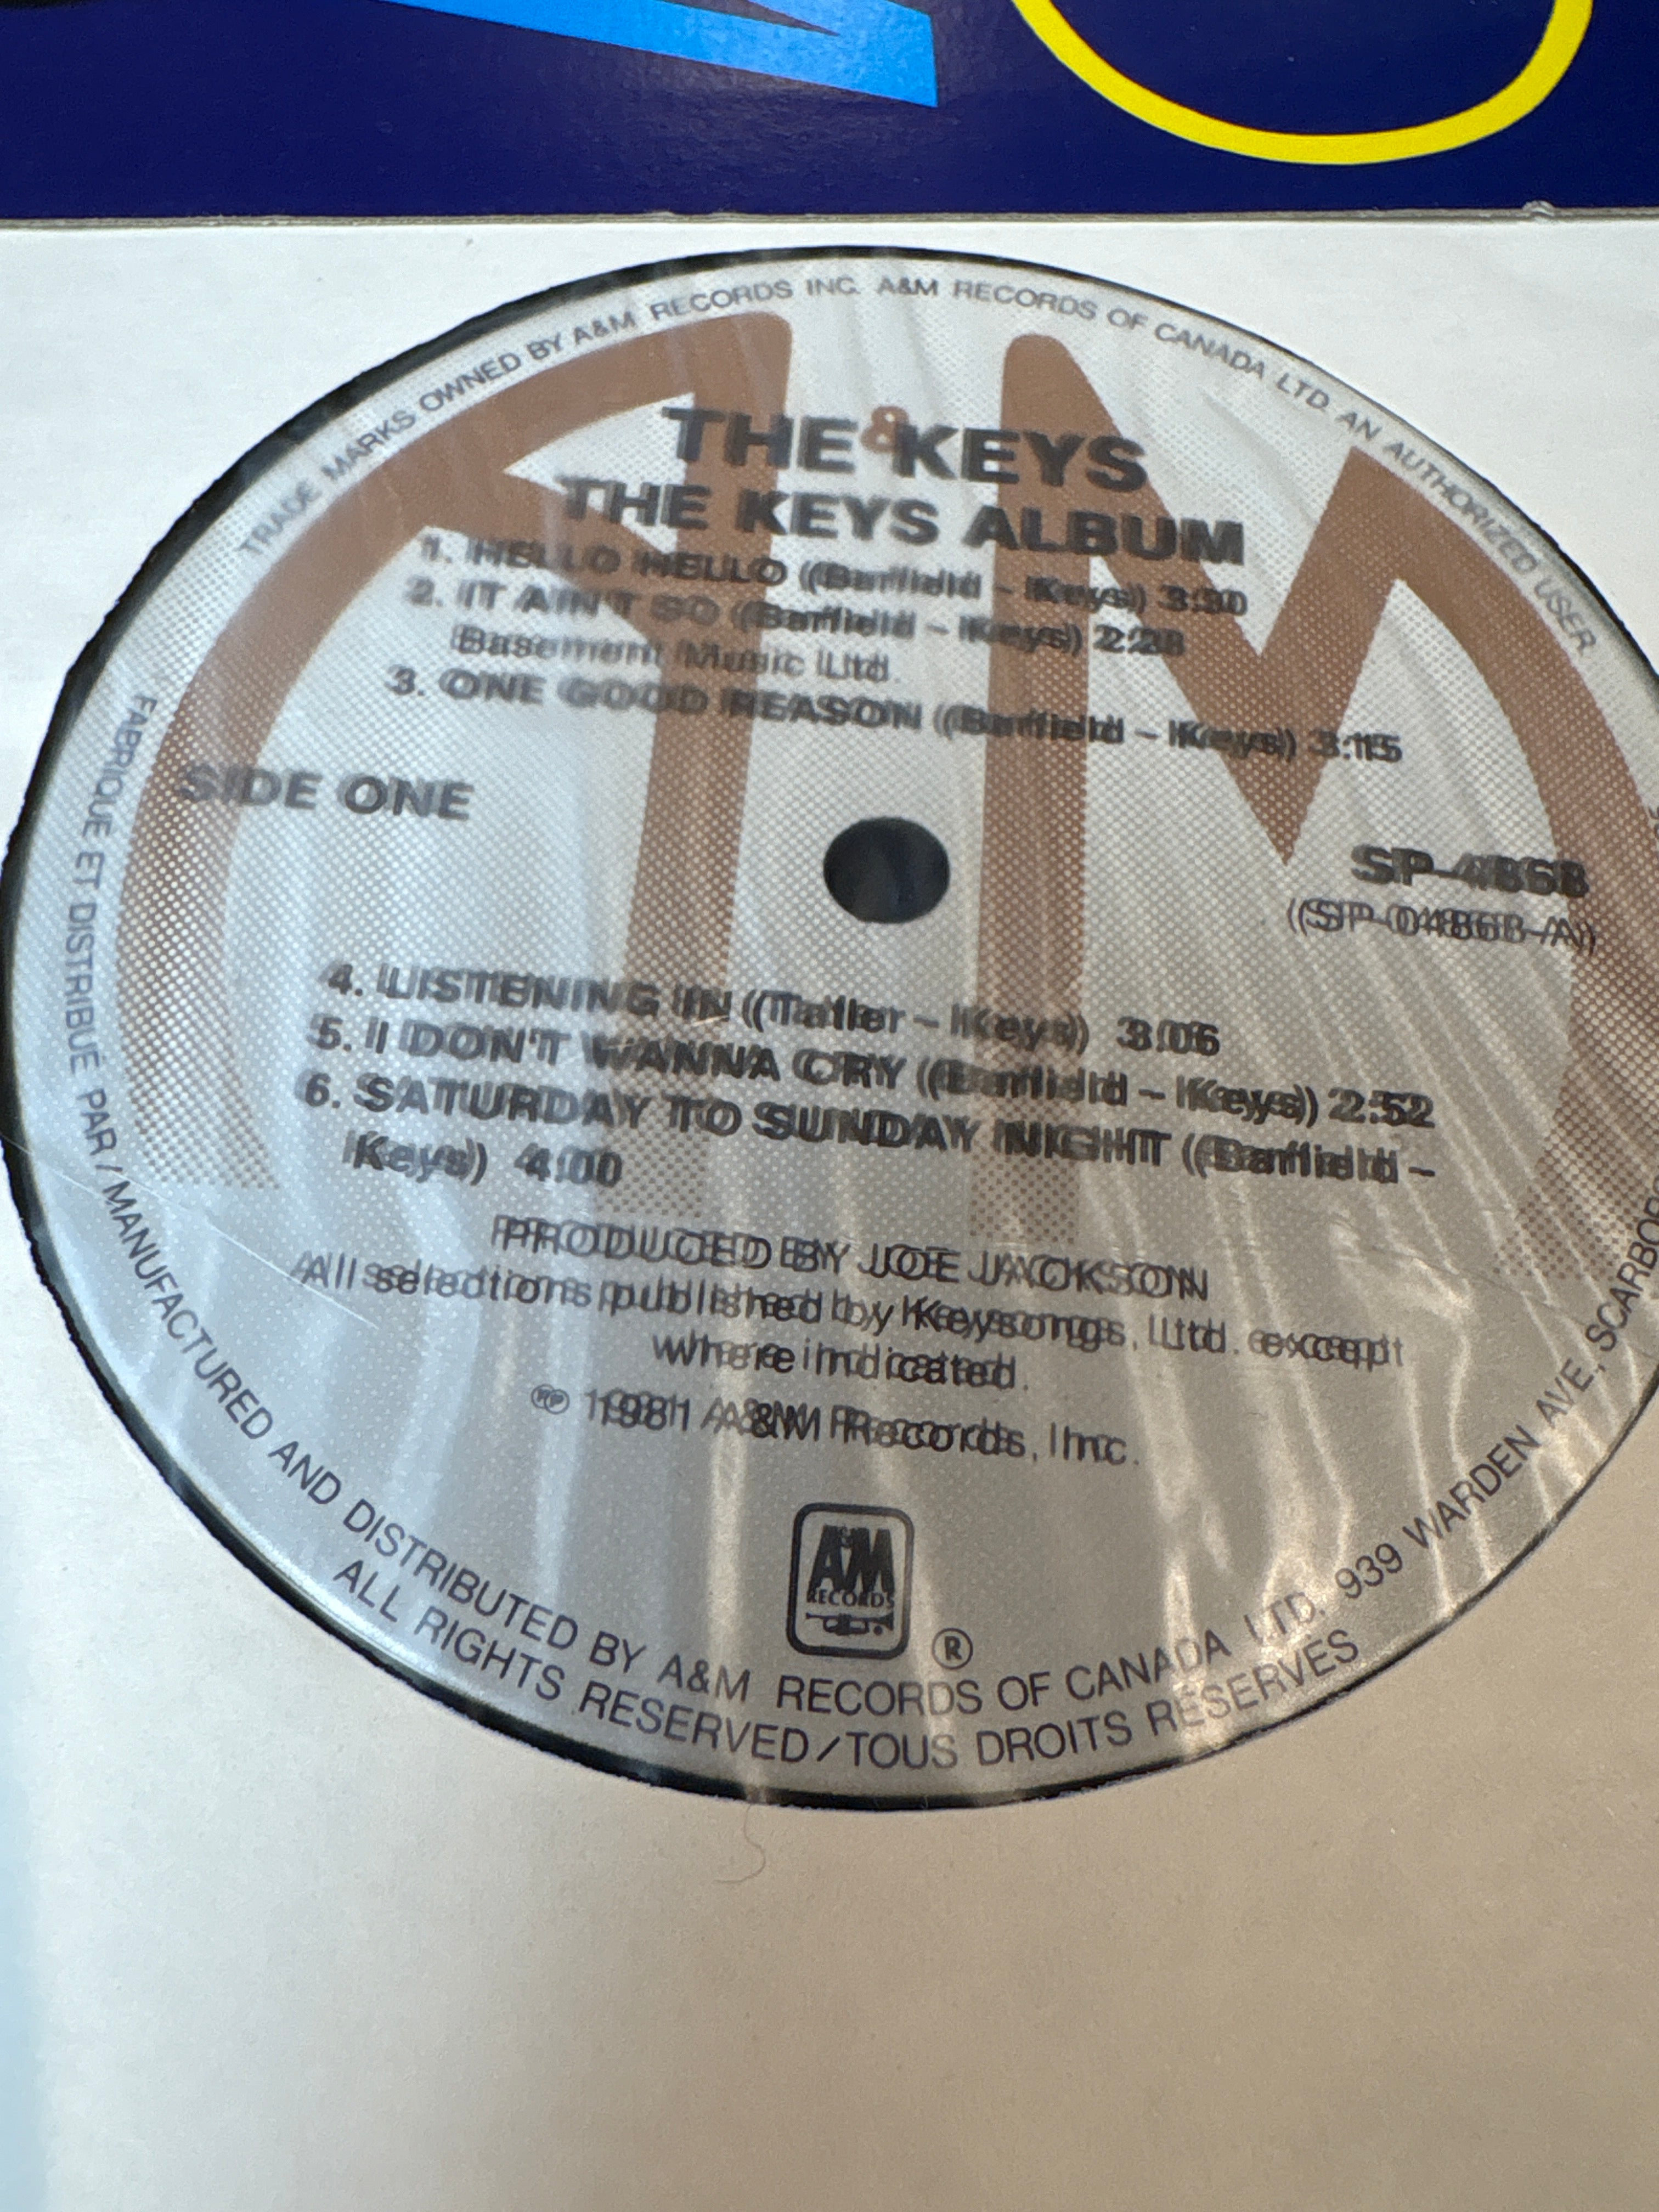 TRADE MARKS OWNED BY A&M RECORDS INC. A&M RECORDS OF CANADA LTD. AN AUTHORIZED USER
&
THE KEYS
THE KEYS ALBUM
1. HELLO HELLO (Barfield – Keys) 3:30
2. IT AIN'T SO (Barfield – Keys) 2:28
Basement Music Ltd.
3. ONE GOOD REASON (Barfield – Keys) 3:15
SIDE ONE
SP-4868
(SP-04868-A)
4. LISTENING IN (Tatler – Keys) 3:06
5. I DON'T WANNA CRY (Barfield – Keys) 2:52
6. SATURDAY TO SUNDAY NIGHT (Barfield –
Keys) 4:00
PRODUCED BY JOE JACKSON
All selections published by Keysongs, Ltd. except
where indicated.
℗ 1981 A&M Records, Inc.
A&M
RECORDS
®
FABRIQUE ET DISTRIBUÉ PAR / MANUFACTURED AND DISTRIBUTED BY A&M RECORDS OF CANADA LTD. 939 WARDEN AVE., SCARBOR
ALL RIGHTS RESERVED / TOUS DROITS RÉSERVÉS